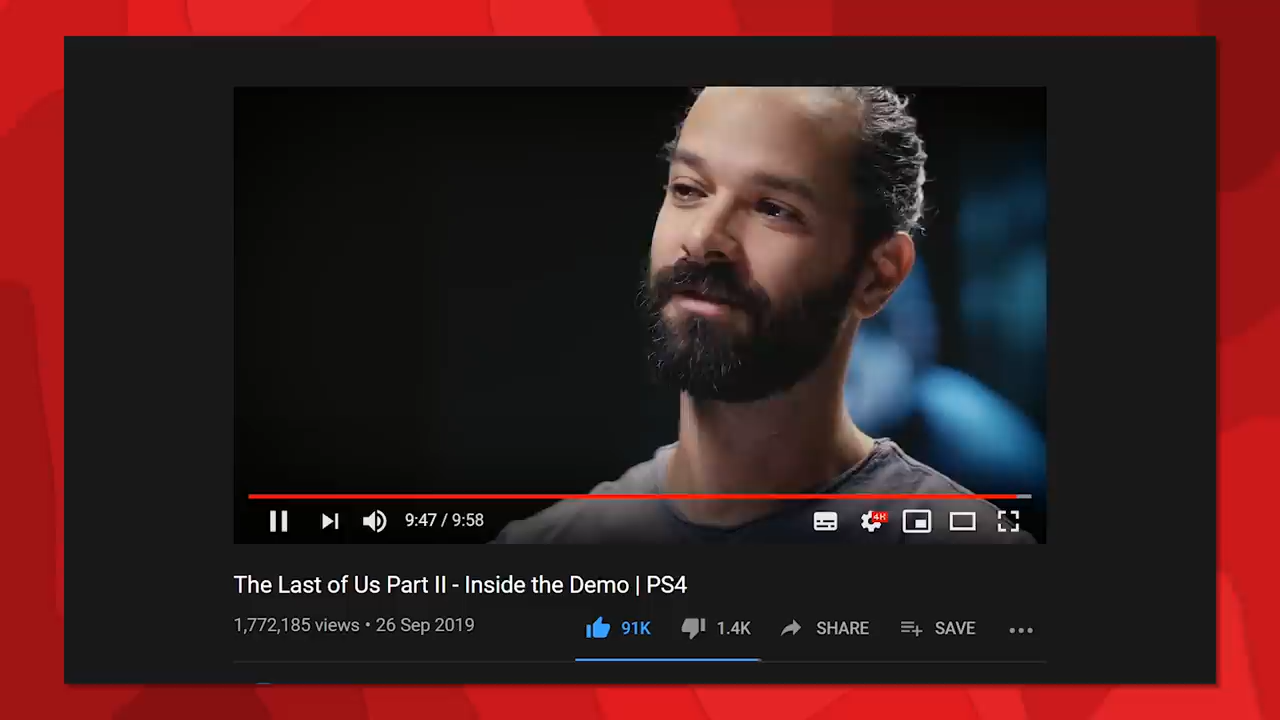 4K
9:47 / 9:58
The Last of Us Part II - Inside the Demo | PS4
1,772,185 views • 26 Sep 2019
91K 1.4K SHARE SAVE